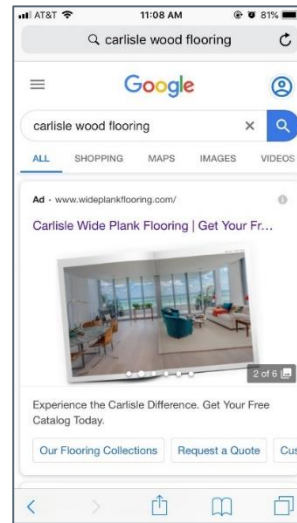 AT&T 11:08 AM 81%
carlisle wood flooring
Google
carlisle wood flooring
ALL SHOPPING MAPS IMAGES VIDEOS
Ad · www.wideplankflooring.com/
Carlisle Wide Plank Flooring | Get Your Fr...
2 of 6
Experience the Carlisle Difference. Get Your Free
Catalog Today.
Our Flooring Collections Request a Quote Cus